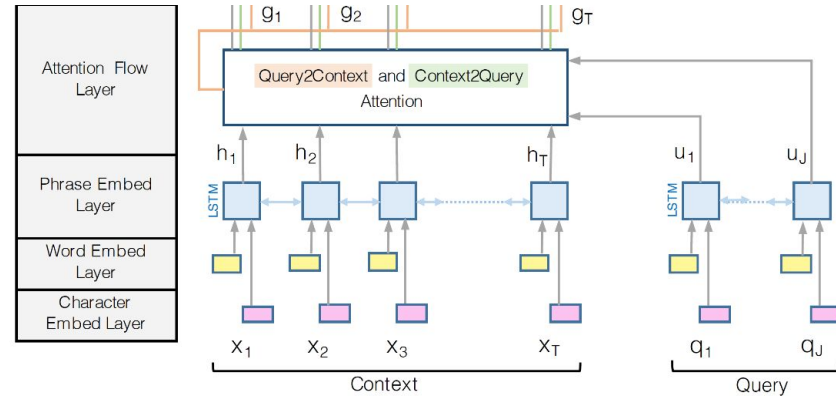 g1 g2 gT
Attention Flow
Layer
Query2Context and Context2Query
Attention
h1 h2 hT u1 uJ
Phrase Embed
Layer
LSTM LSTM
Word Embed
Layer
Character
Embed Layer
x1 x2 x3 xT q1 qJ
Context Query